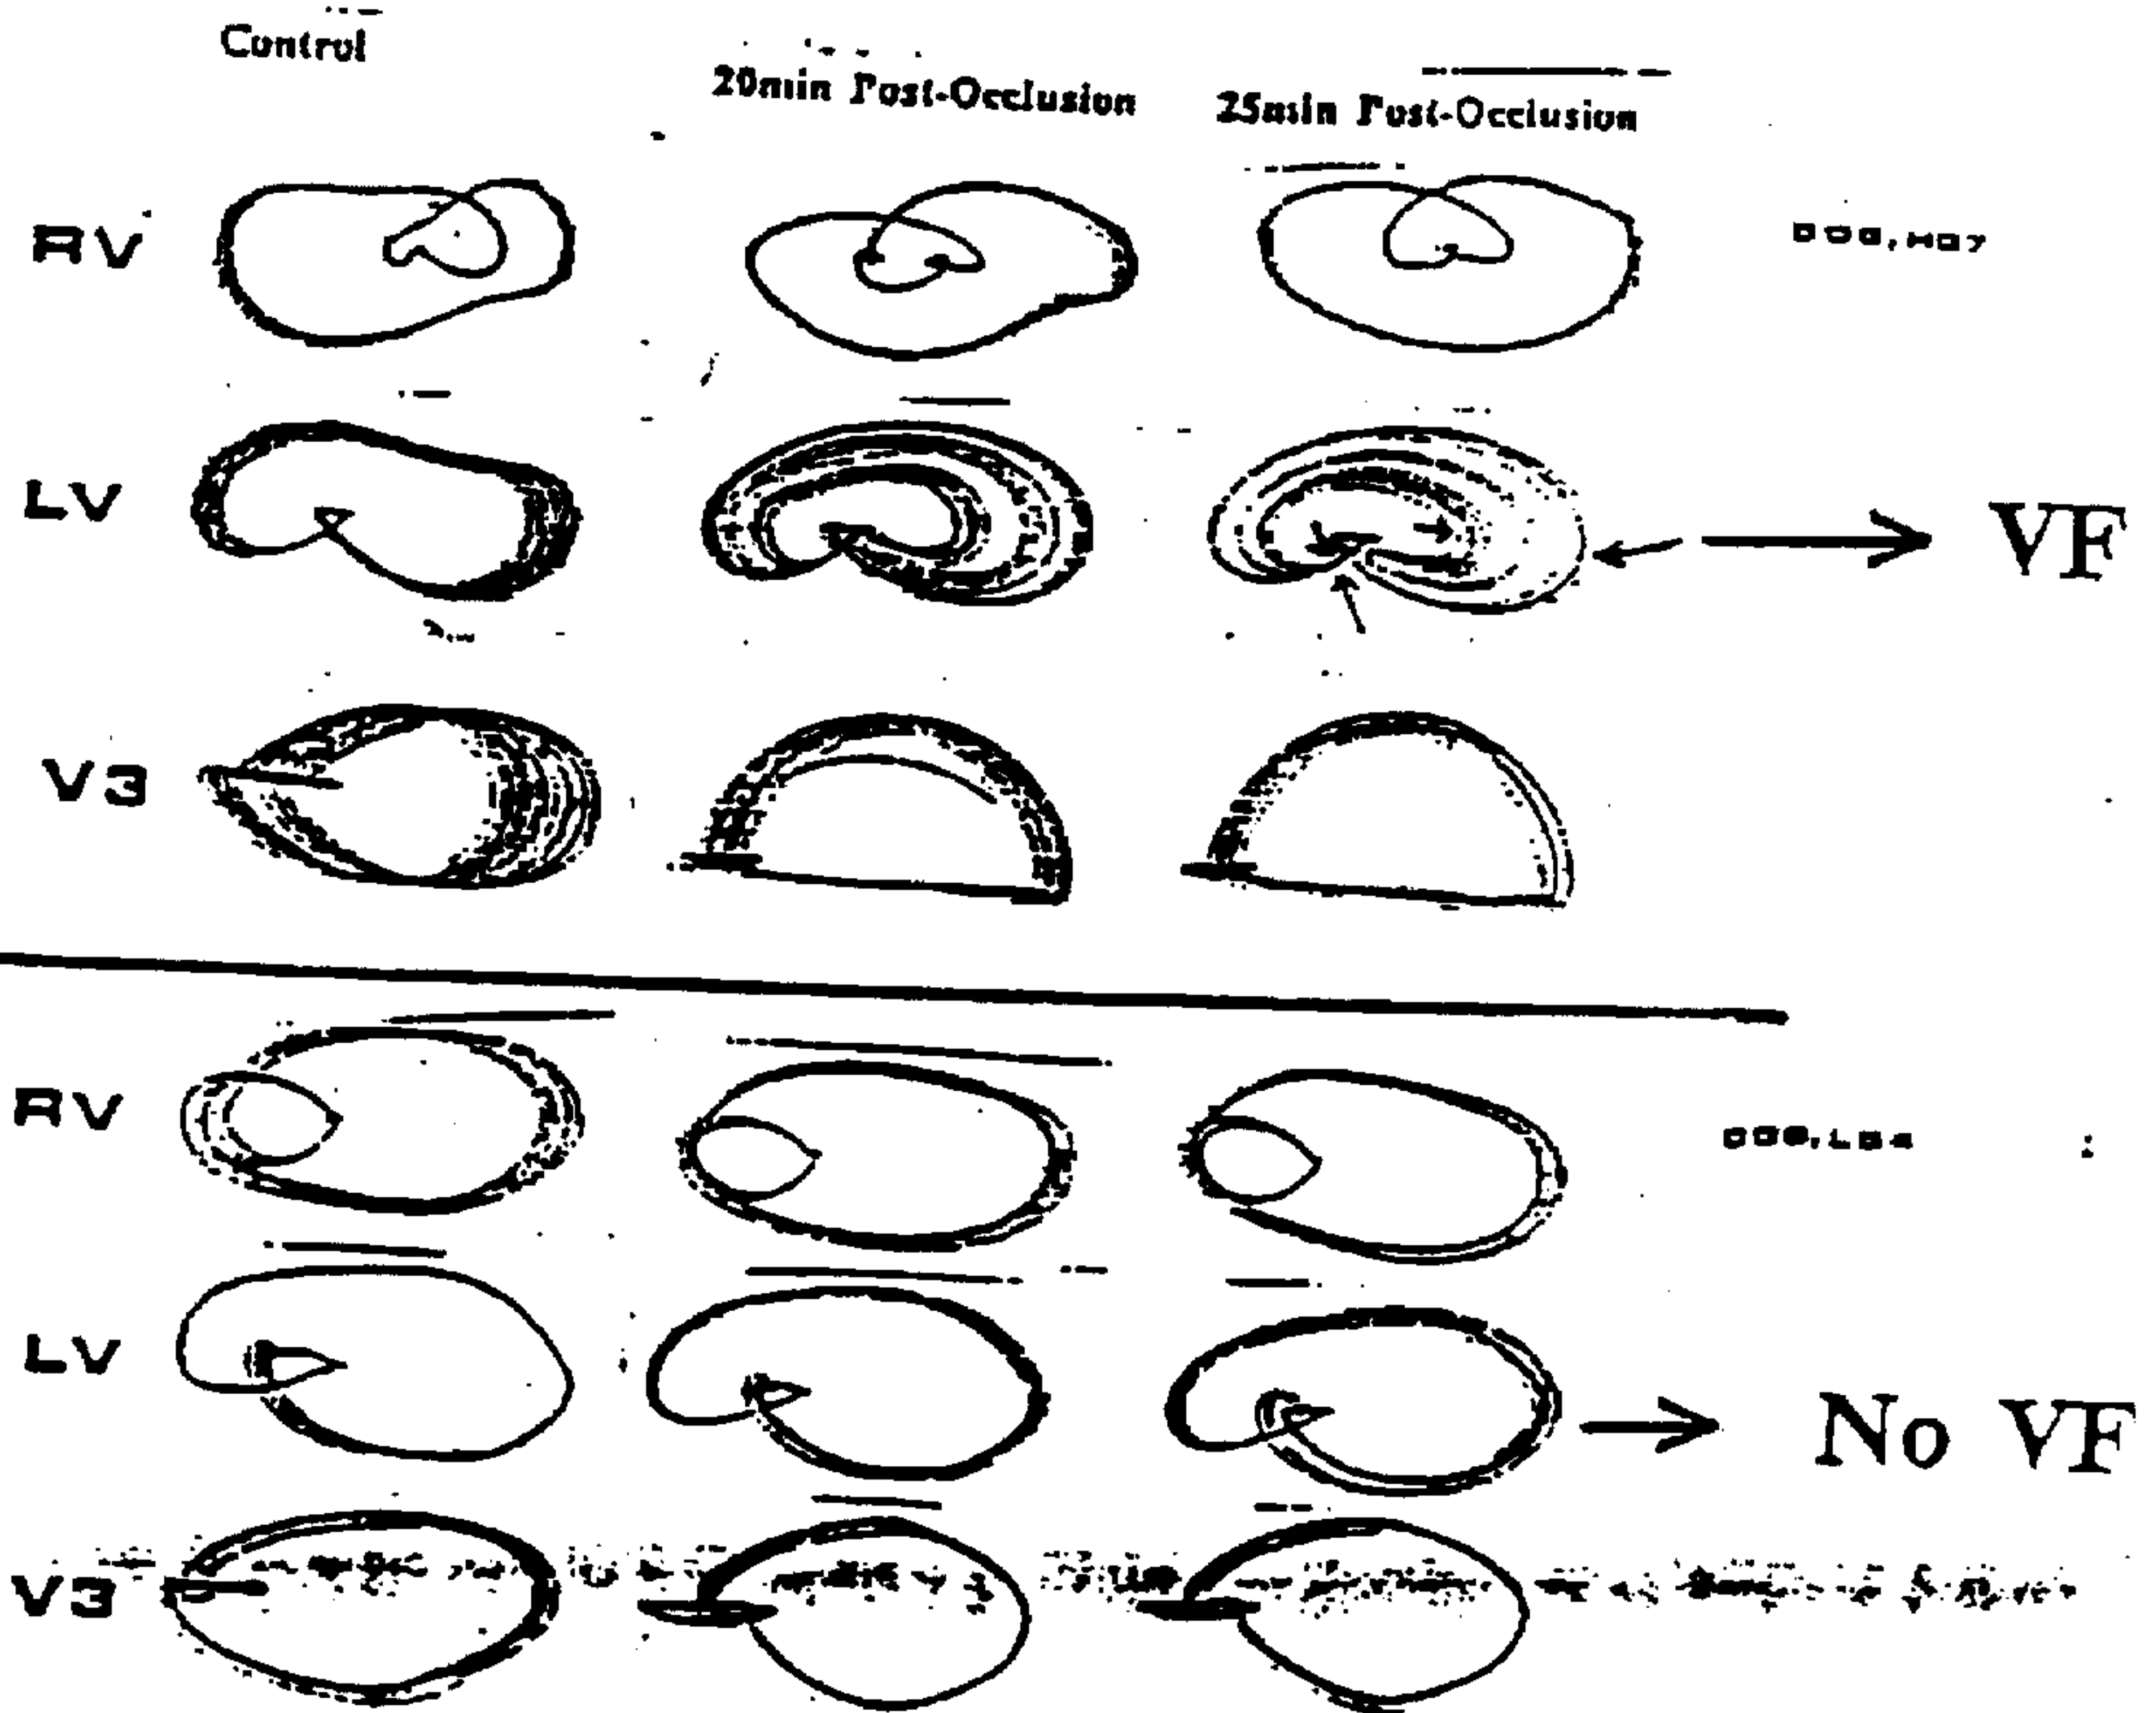 Control
20min Post-Occlusion
25min Post-Occlusion
RV
LV
VF
V3
RV
LV
No VF
V3